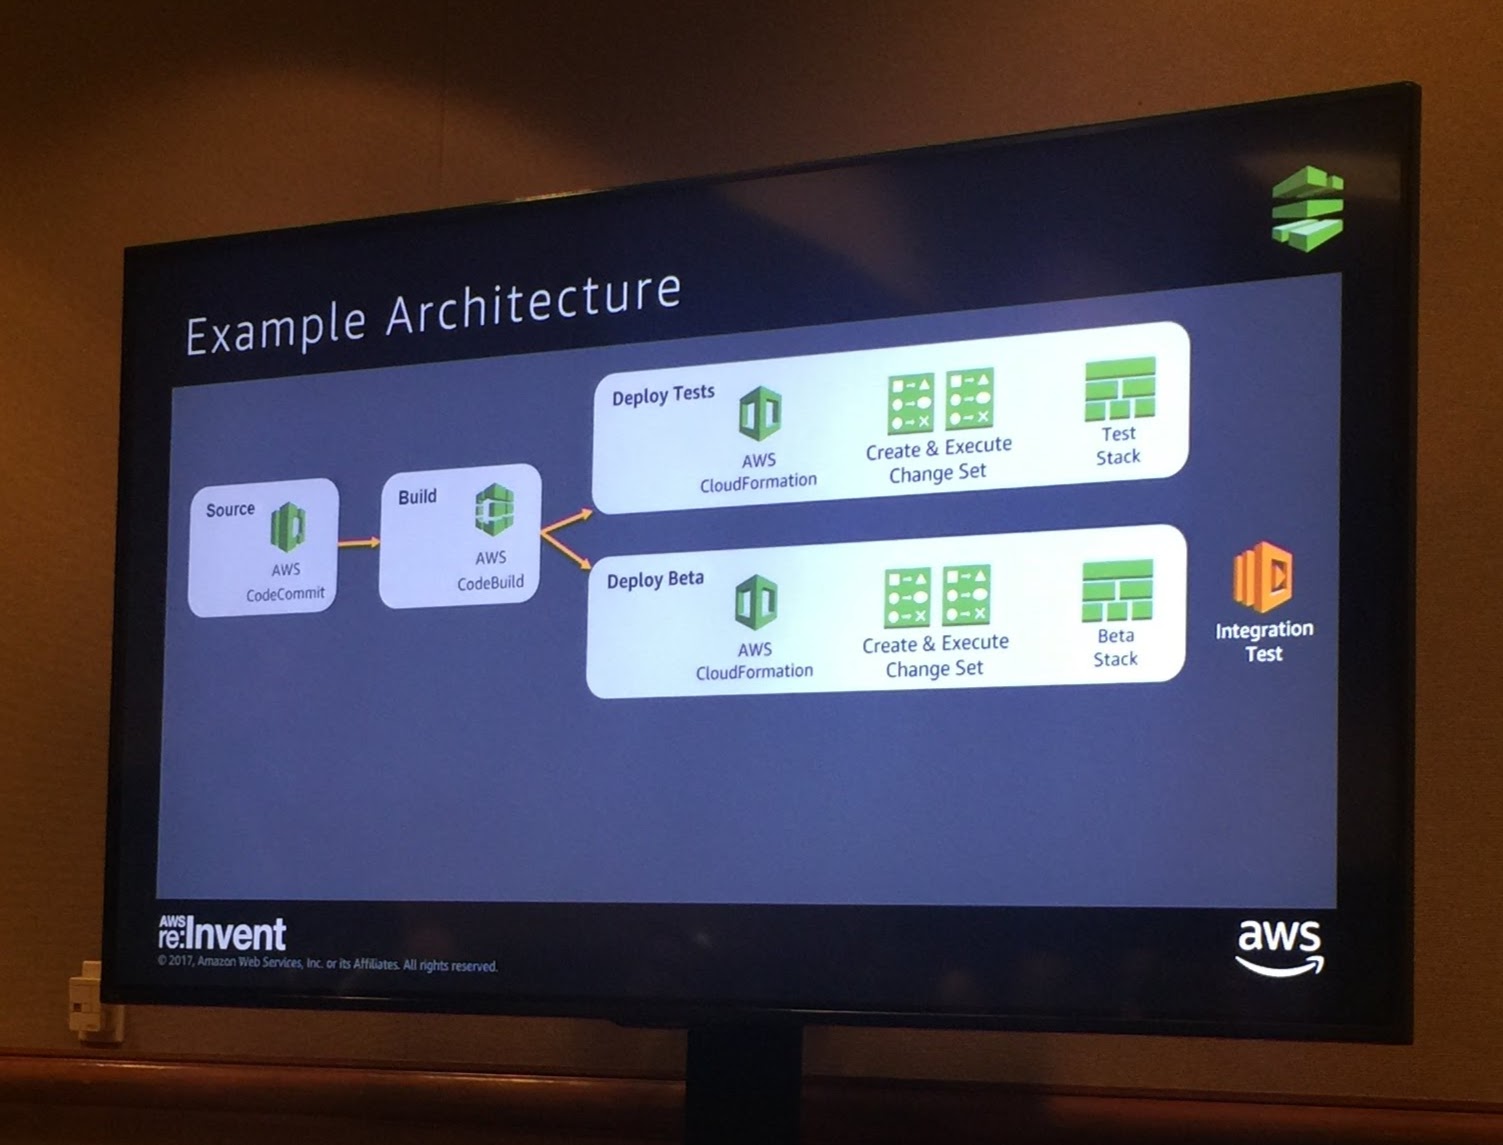 Example Architecture
Source
AWS
CodeCommit
Build
AWS
CodeBuild
Deploy Tests
AWS
CloudFormation
Create & Execute
Change Set
Test
Stack
Deploy Beta
AWS
CloudFormation
Create & Execute
Change Set
Beta
Stack
Integration
Test
AWS
re:Invent
© 2017, Amazon Web Services, Inc. or its Affiliates. All rights reserved.
aws